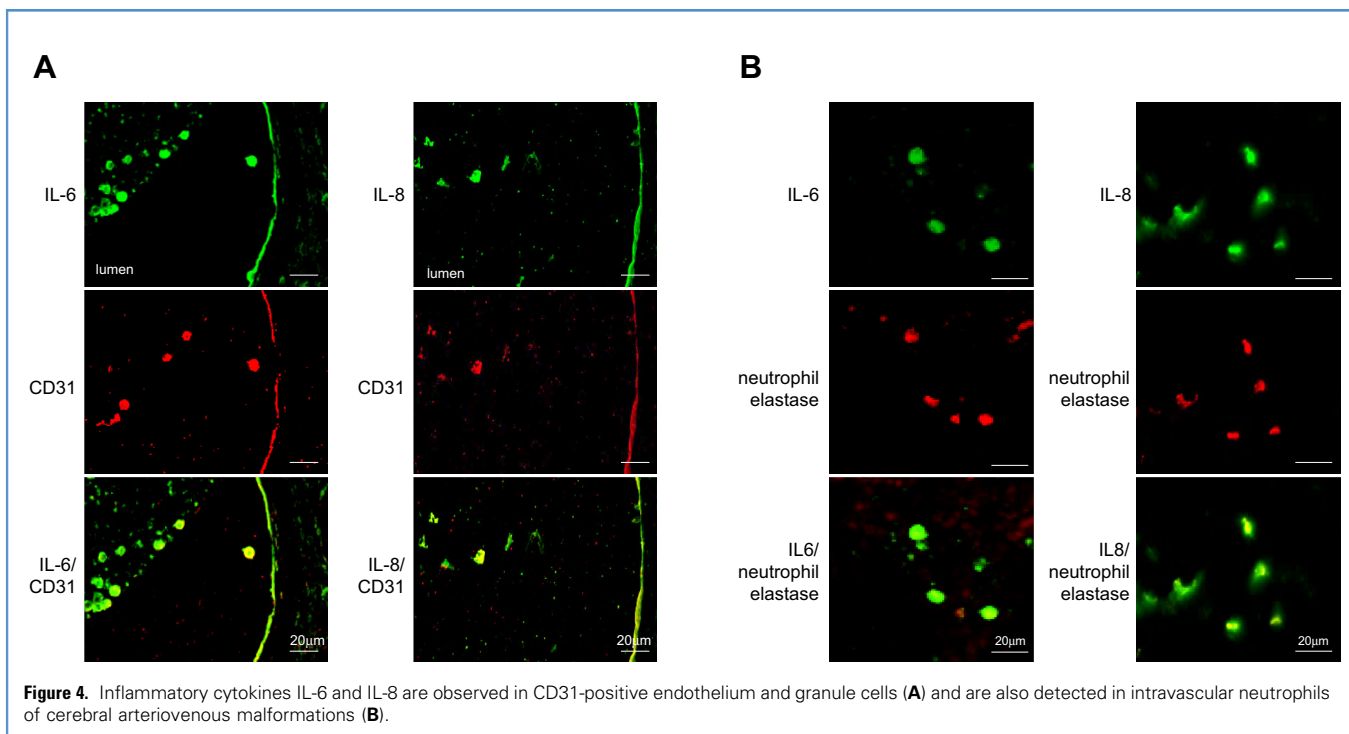 A
B
IL-6
lumen
IL-8
lumen
IL-6
IL-8
CD31
CD31
neutrophil
elastase
neutrophil
elastase
IL-6/
CD31
20µm
IL-8/
CD31
20µm
IL6/
neutrophil
elastase
20µm
IL8/
neutrophil
elastase
20µm
Figure 4. Inflammatory cytokines IL-6 and IL-8 are observed in CD31-positive endothelium and granule cells (A) and are also detected in intravascular neutrophils
of cerebral arteriovenous malformations (B).